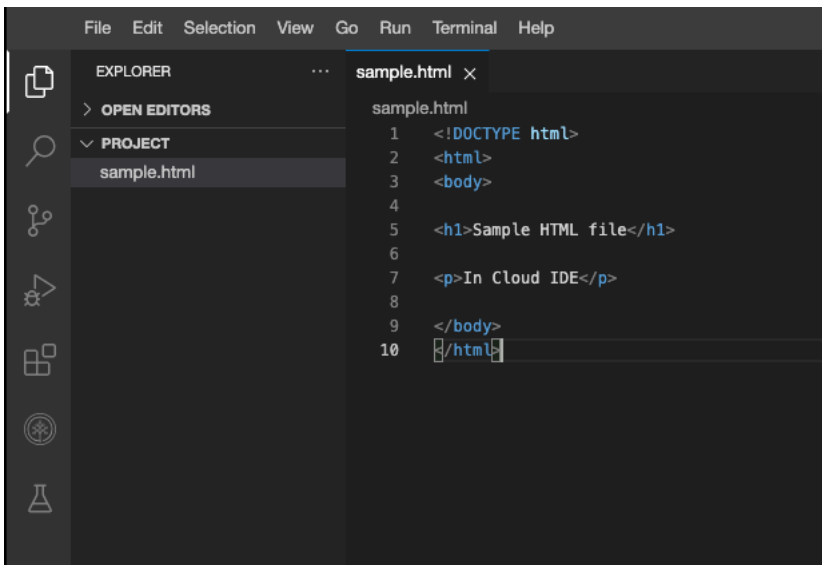 File Edit Selection View Go Run Terminal Help
EXPLORER ...
OPEN EDITORS
PROJECT
sample.html
sample.html
sample.html
1 <!DOCTYPE html>
2 <html>
3 <body>
4
5 <h1>Sample HTML file</h1>
6
7 <p>In Cloud IDE</p>
8
9 </body>
10 </html>